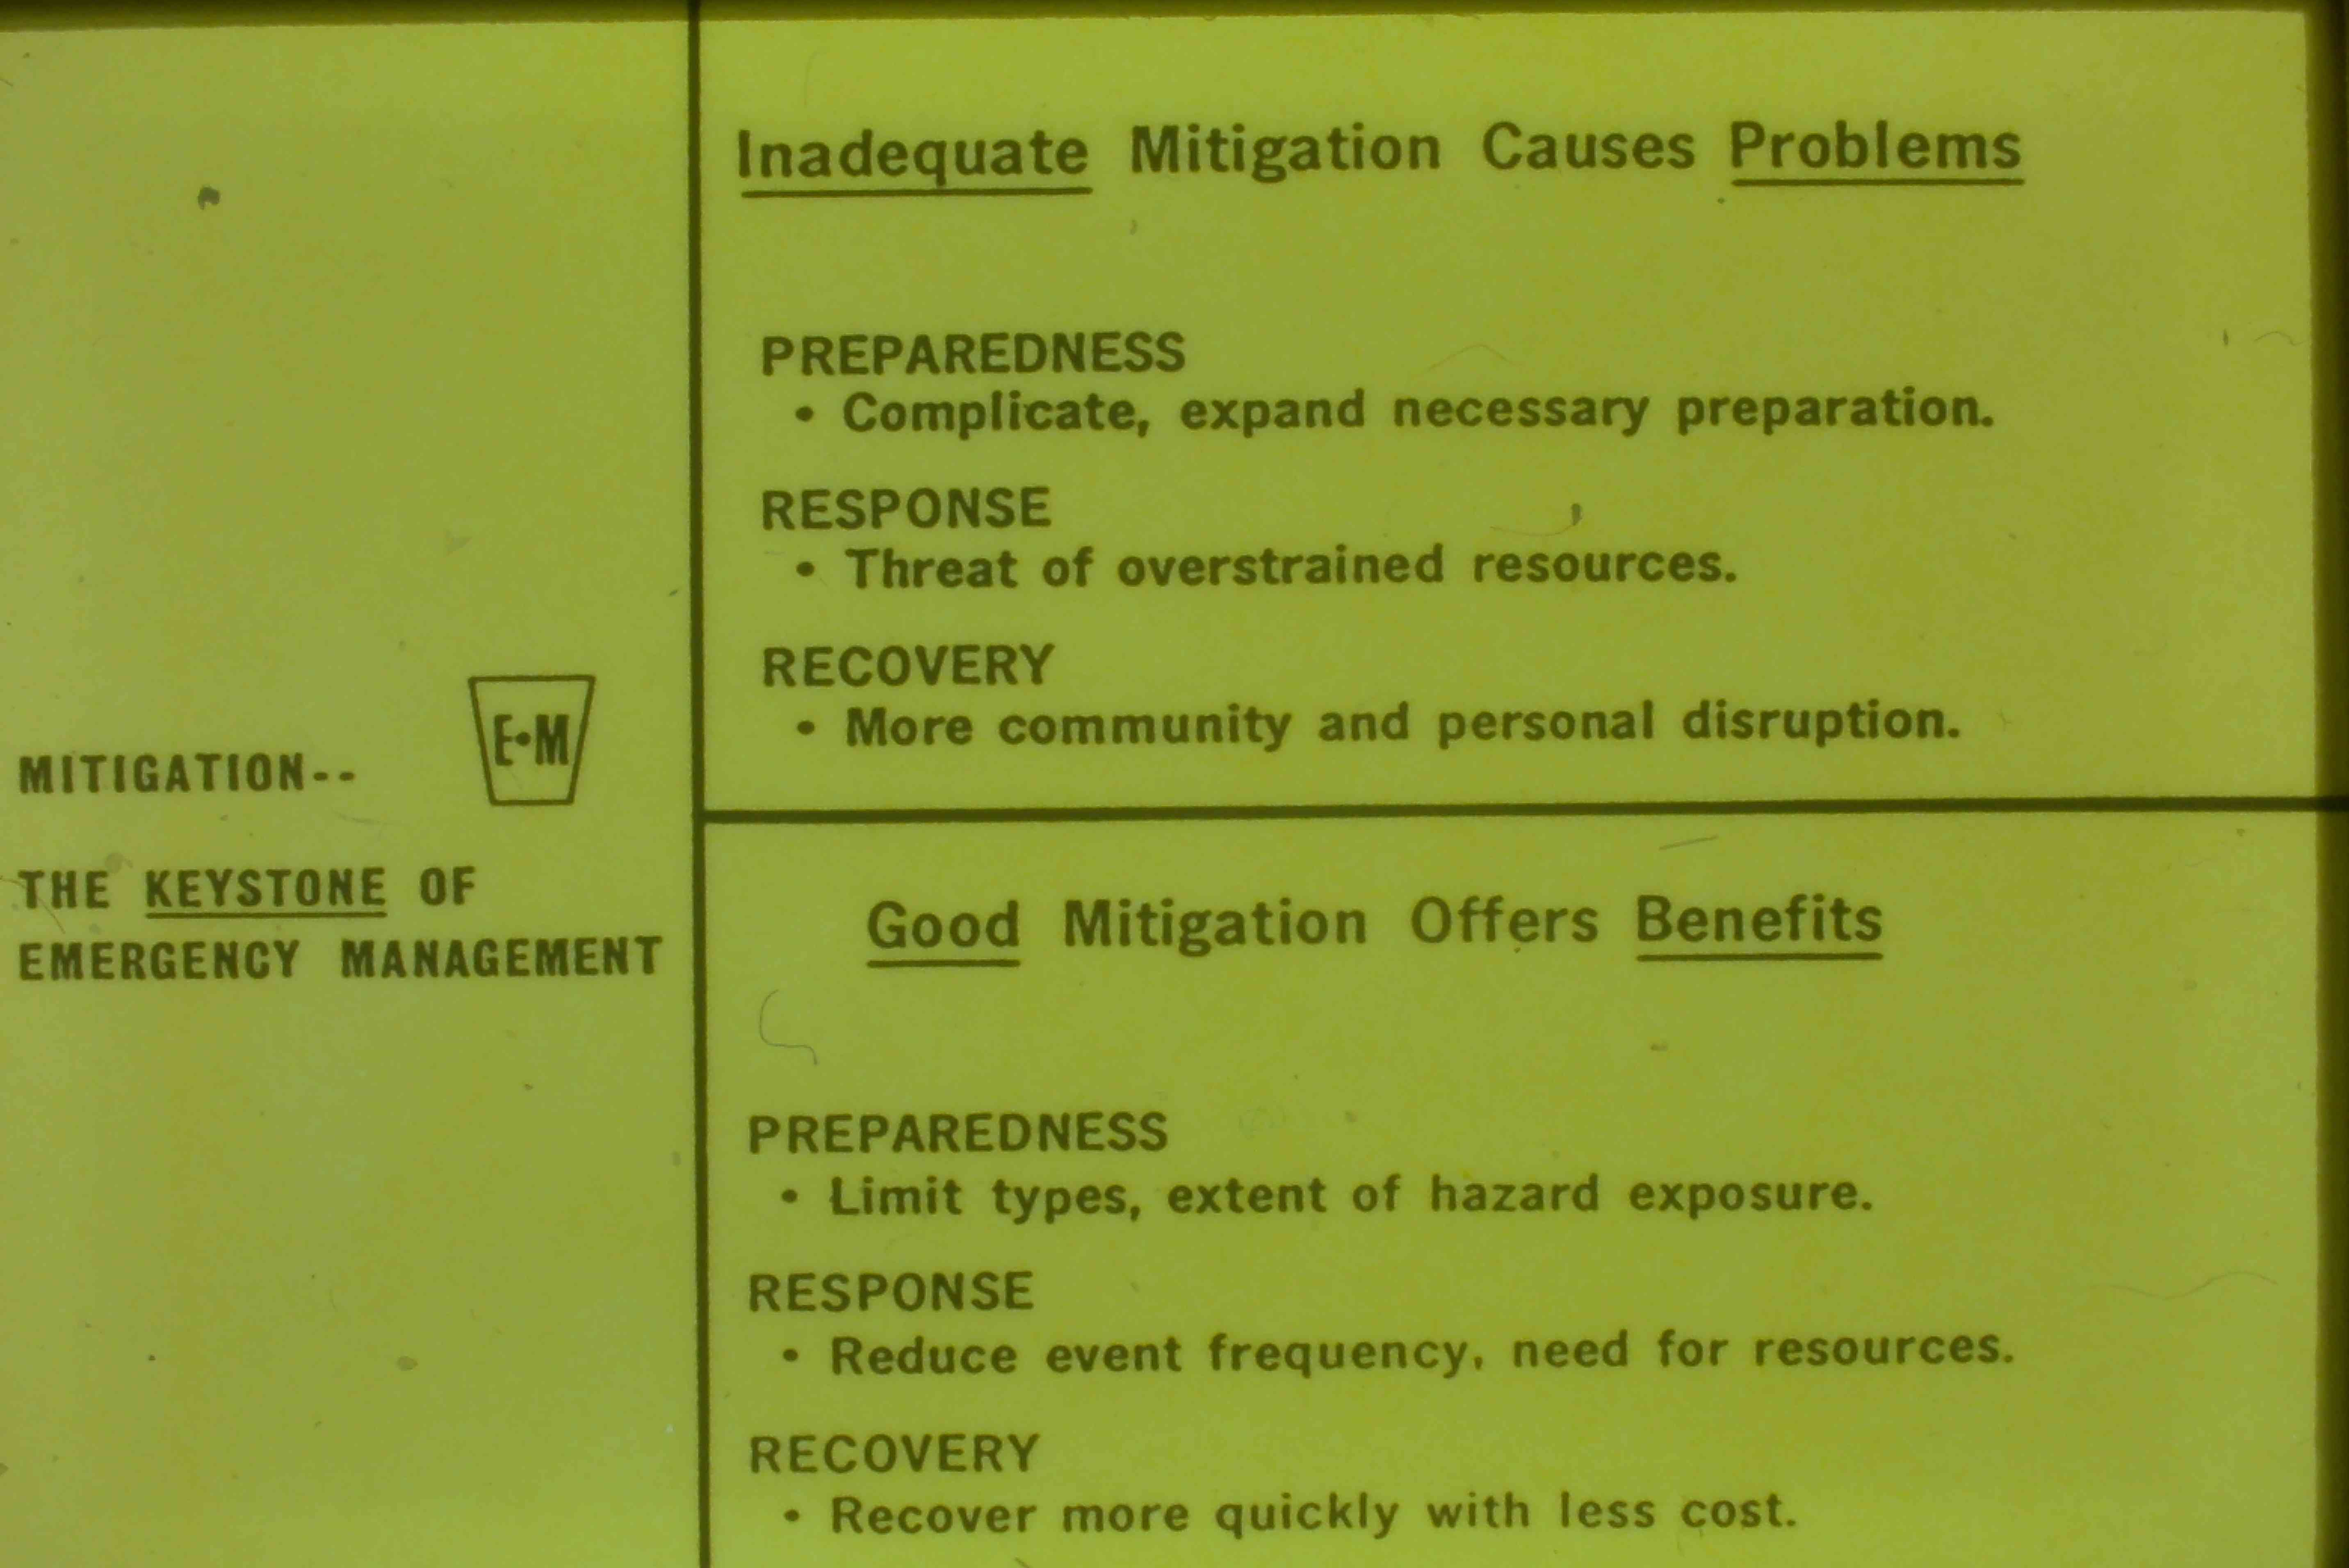 MITIGATION--
E•M
THE KEYSTONE OF
EMERGENCY MANAGEMENT
Inadequate Mitigation Causes Problems
PREPAREDNESS
• Complicate, expand necessary preparation.
RESPONSE
• Threat of overstrained resources.
RECOVERY
• More community and personal disruption.
Good Mitigation Offers Benefits
PREPAREDNESS
• Limit types, extent of hazard exposure.
RESPONSE
• Reduce event frequency, need for resources.
RECOVERY
• Recover more quickly with less cost.